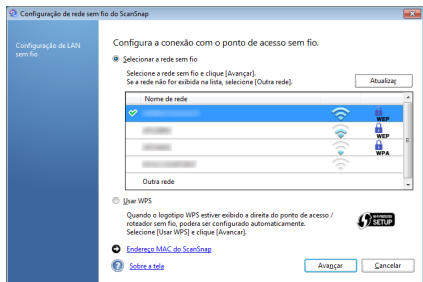 Configuração de rede sem fio do ScanSnap
Configuração de LAN
sem fio
Configura a conexão com o ponto de acesso sem fio.
Selecionar a rede sem fio
Selecione a rede sem fio e clique [Avançar].
Se a rede não for exibida na lista, selecione [Outra rede].
Atualizar
Nome de rede
WEP
WEP
WPA
Outra rede
Usar WPS
Quando o logotipo WPS estiver exibido a direita do ponto de acesso /
roteador sem fio, podera ser configurado automaticamente.
Selecione [Usar WPS] e clique [Avancar].
SETUP
Endereço MAC do ScanSnap
Sobre a tela
Avançar
Cancelar